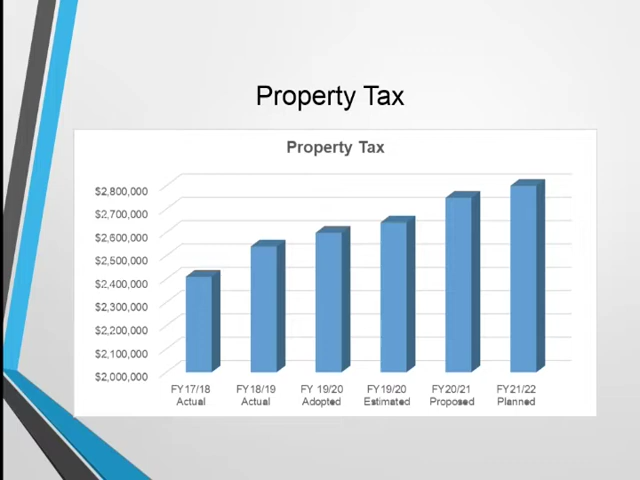 Property Tax
Property Tax
$2,800,000
$2,700,000
$2,600,000
$2,500,000
$2,400,000
$2,300,000
$2,200,000
$2,100,000
$2,000,000
FY17/18 FY18/19 FY 19/20 FY19/20 FY20/21 FY21/22
Actual Actual Adopted Estimated Proposed Planned